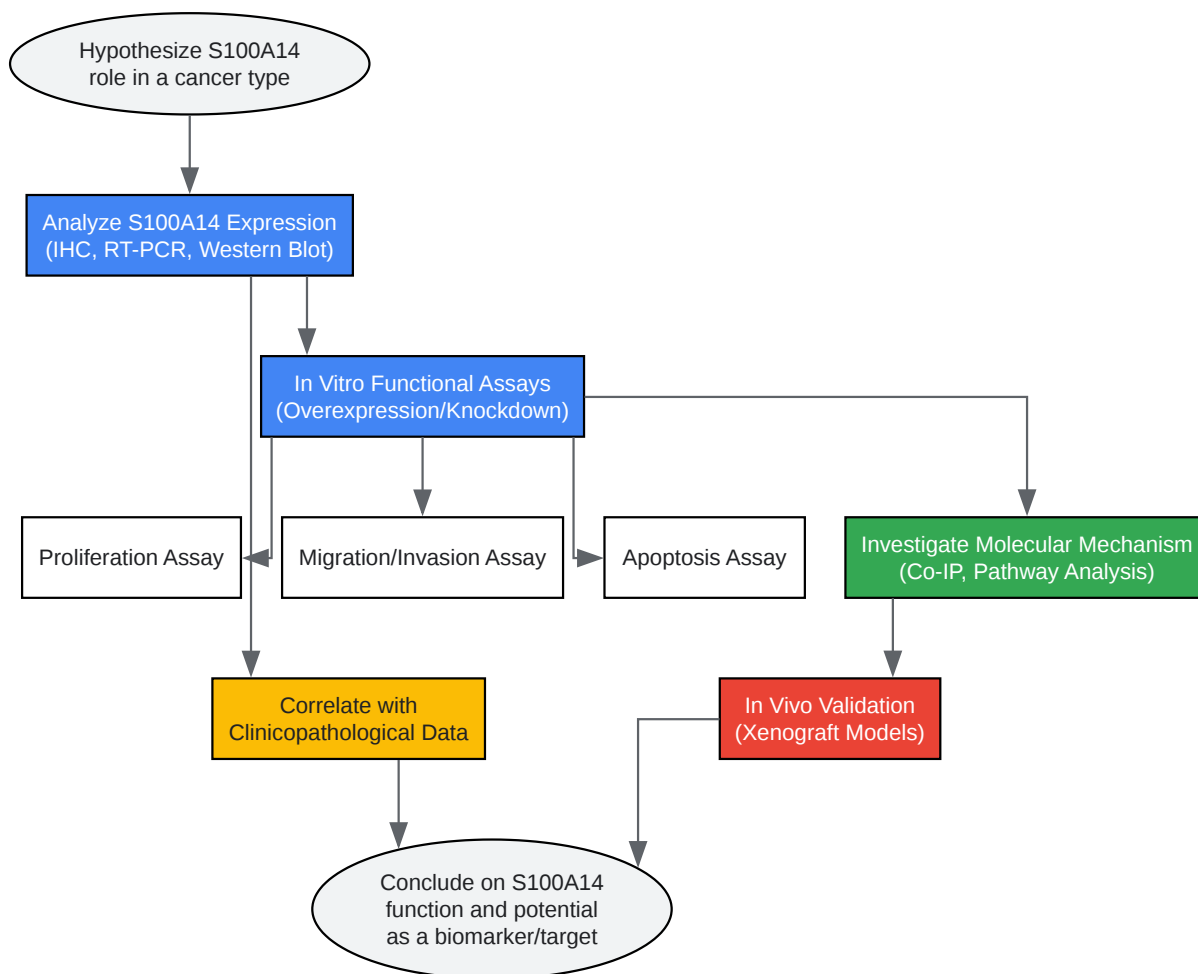 Hypothesize S100A14
role in a cancer type
Analyze S100A14 Expression
(IHC, RT-PCR, Western Blot)
In Vitro Functional Assays
(Overexpression/Knockdown)
Proliferation Assay
Migration/Invasion Assay
Apoptosis Assay
Investigate Molecular Mechanism
(Co-IP, Pathway Analysis)
Correlate with
Clinicopathological Data
In Vivo Validation
(Xenograft Models)
Conclude on S100A14
function and potential
as a biomarker/target